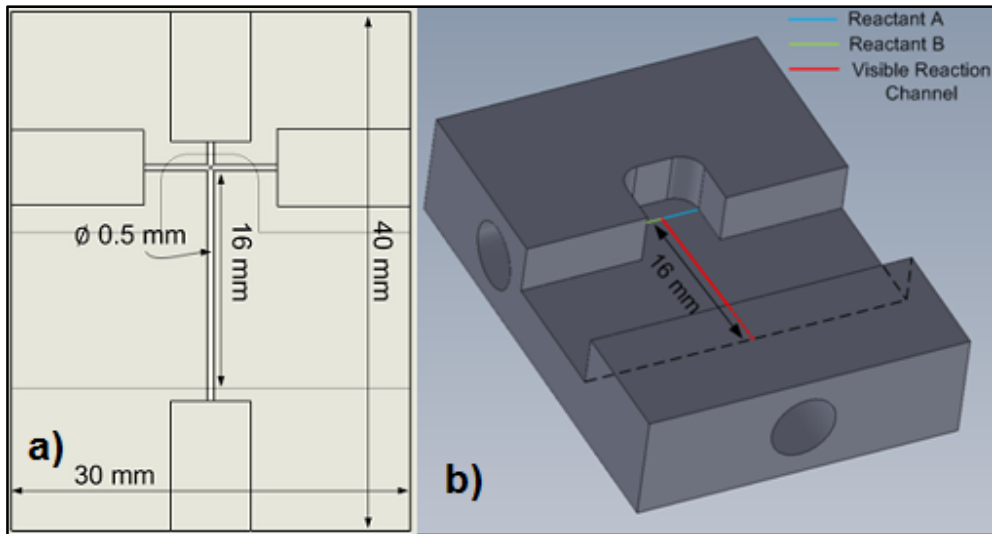 Reactant A
Reactant B
Visible Reaction
Channel
ϕ 0.5 mm
16 mm
40 mm
30 mm
a)
16 mm
b)